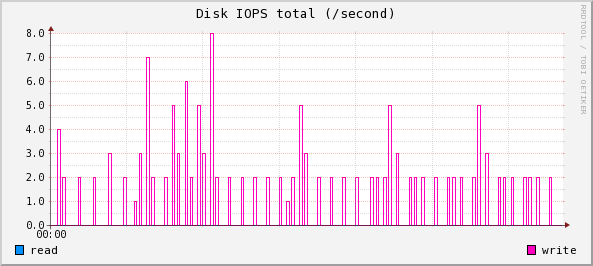 Disk IOPS total (/second)
8.0
7.0
6.0
5.0
4.0
3.0
2.0
1.0
0.0
00:00
read
write
RRDTOOL / TOBI OETIKER